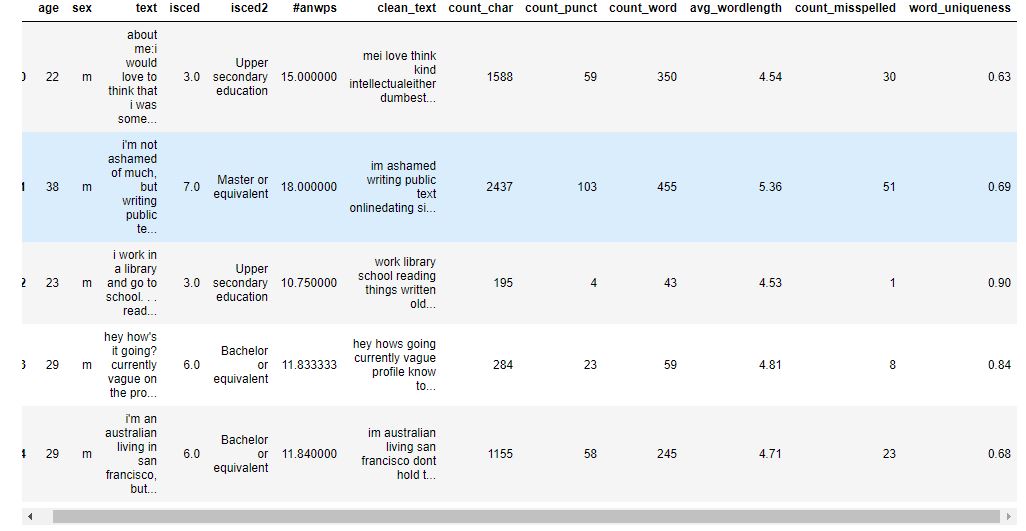 age sex text isced isced2 #anwps clean_text count_char count_punct count_word avg_wordlength count_misspelled word_uniqueness
about
me:i
would
love to
think that
i was
some...
22 m 3.0 Upper
secondary
education 15.000000 mei love think
kind
intellectualeither
dumbest... 1588 59 350 4.54 30 0.63
i'm not
ashamed
of much,
but
writing
public
te...
38 m 7.0 Master or
equivalent 18.000000 im ashamed
writing public
text
onlinedating si... 2437 103 455 5.36 51 0.69
i work in
a library
and go to
school. . .
read...
2 23 m 3.0 Upper
secondary
education 10.750000 work library
school reading
things written
old... 195 4 43 4.53 1 0.90
hey how's
it going?
currently
vague on
the pro...
3 29 m 6.0 Bachelor
or
equivalent 11.833333 hey hows going
currently vague
profile know
to... 284 23 59 4.81 8 0.84
i'm an
australian
living in
san
francisco,
but...
4 29 m 6.0 Bachelor
or
equivalent 11.840000 im australian
living san
francisco dont
hold t... 1155 58 245 4.71 23 0.68